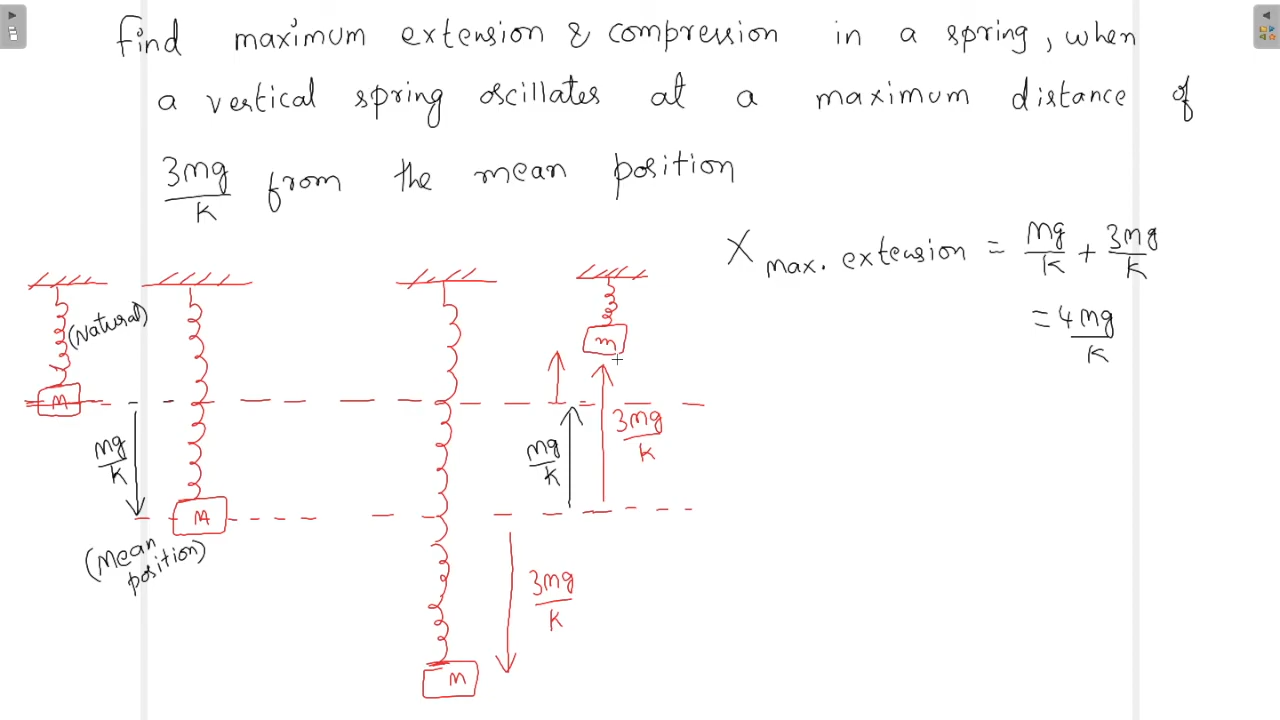 find maximum extension & compression in a spring, when
a vertical spring oscillates at a maximum distance of
3mg/k from the mean position
X max. extension = mg/k + 3mg/k
= 4mg/k
(Natural)
m
M
m
3mg/k
mg/k
mg/k
M
(Mean position)
3mg/k
M